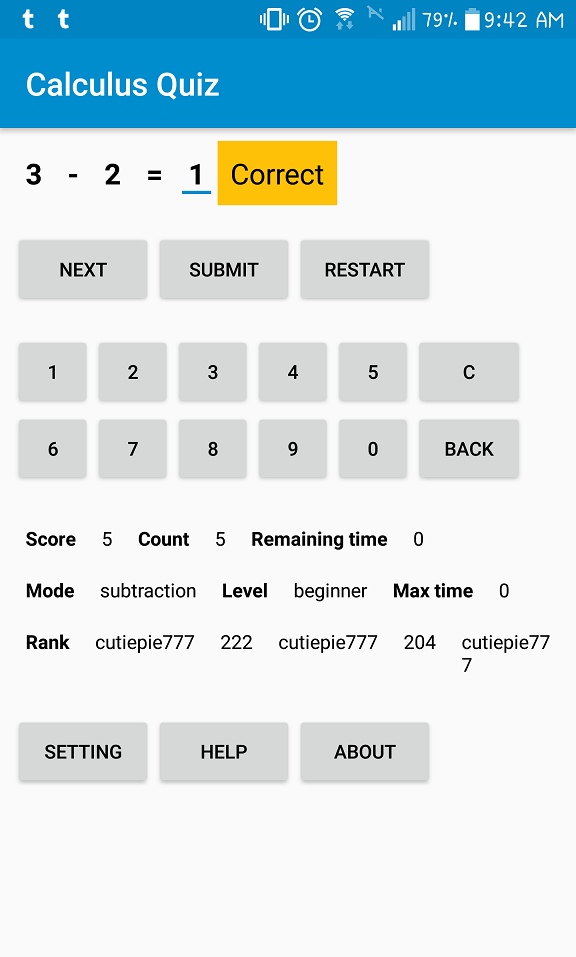 t t 79% 9:42 AM
Calculus Quiz
3 - 2 = 1 Correct
NEXT SUBMIT RESTART
1 2 3 4 5 C
6 7 8 9 0 BACK
Score 5 Count 5 Remaining time 0
Mode subtraction Level beginner Max time 0
Rank cutiepie777 222 cutiepie777 204 cutiepie77
7
SETTING HELP ABOUT